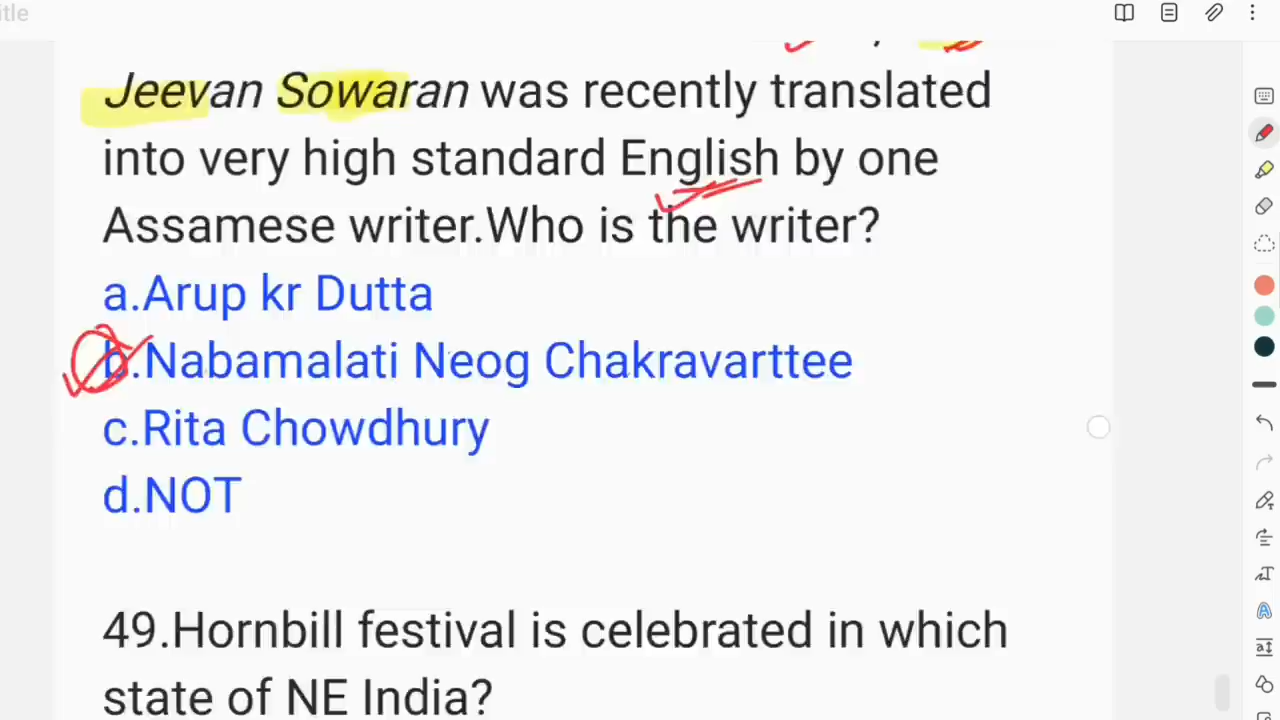 itle
Jeevan Sowaran was recently translated
into very high standard English by one
Assamese writer.Who is the writer?
a.Arup kr Dutta
b.Nabamalati Neog Chakravarttee
c.Rita Chowdhury
d.NOT
49.Hornbill festival is celebrated in which
state of NE India?